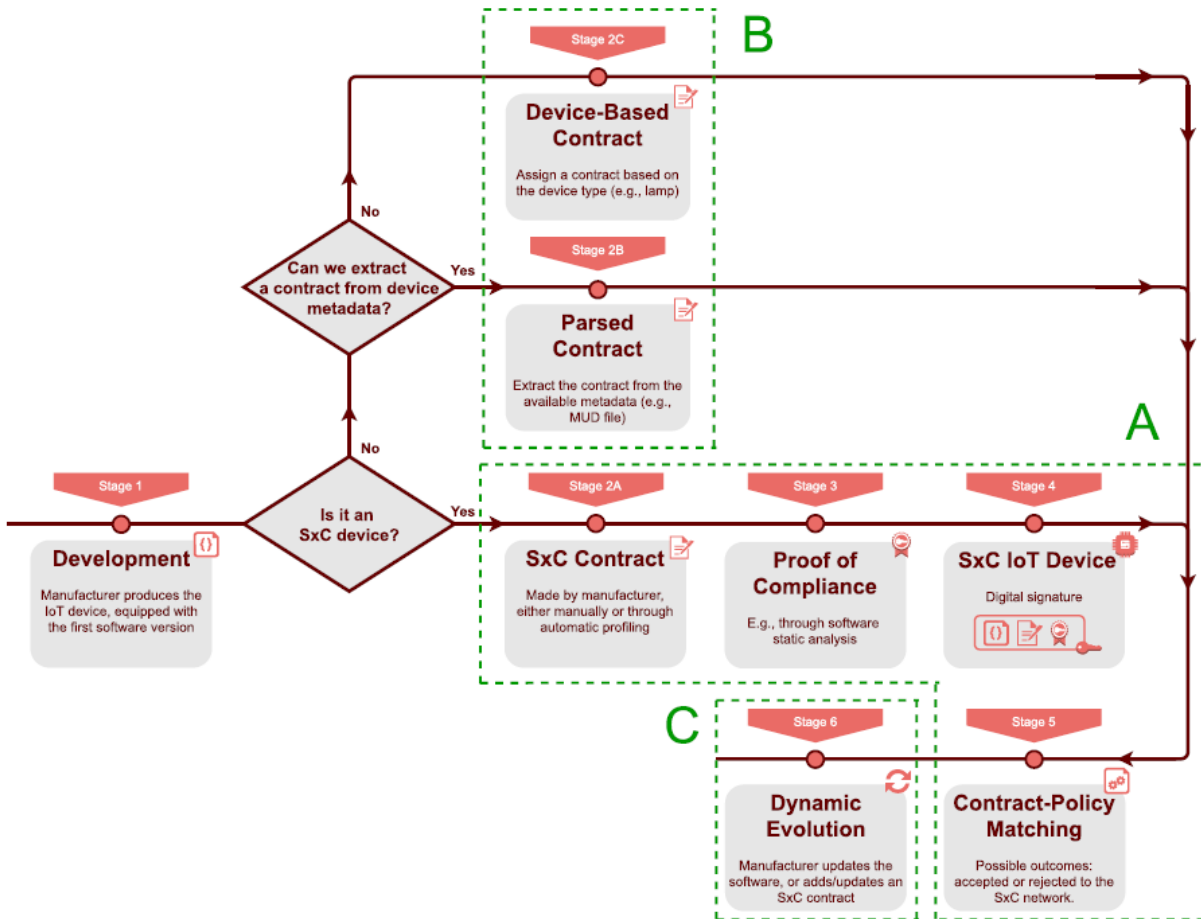 Stage 2C
B
Device-Based
Contract
Assign a contract based on
the device type (e.g., lamp)
No
Can we extract
a contract from device
metadata?
Yes
Stage 2B
Parsed
Contract
Extract the contract from the
available metadata (e.g.,
MUD file)
A
No
Stage 1
Development
Manufacturer produces the
IoT device, equipped with
the first software version
Is it an
SxC device?
Yes
Stage 2A
SxC Contract
Made by manufacturer,
either manually or through
automatic profiling
Stage 3
Proof of
Compliance
E.g., through software
static analysis
Stage 4
SxC IoT Device
Digital signature
C
Stage 6
Dynamic
Evolution
Manufacturer updates the
software, or adds/updates an
SxC contract
Stage 5
Contract-Policy
Matching
Possible outcomes:
accepted or rejected to the
SxC network.